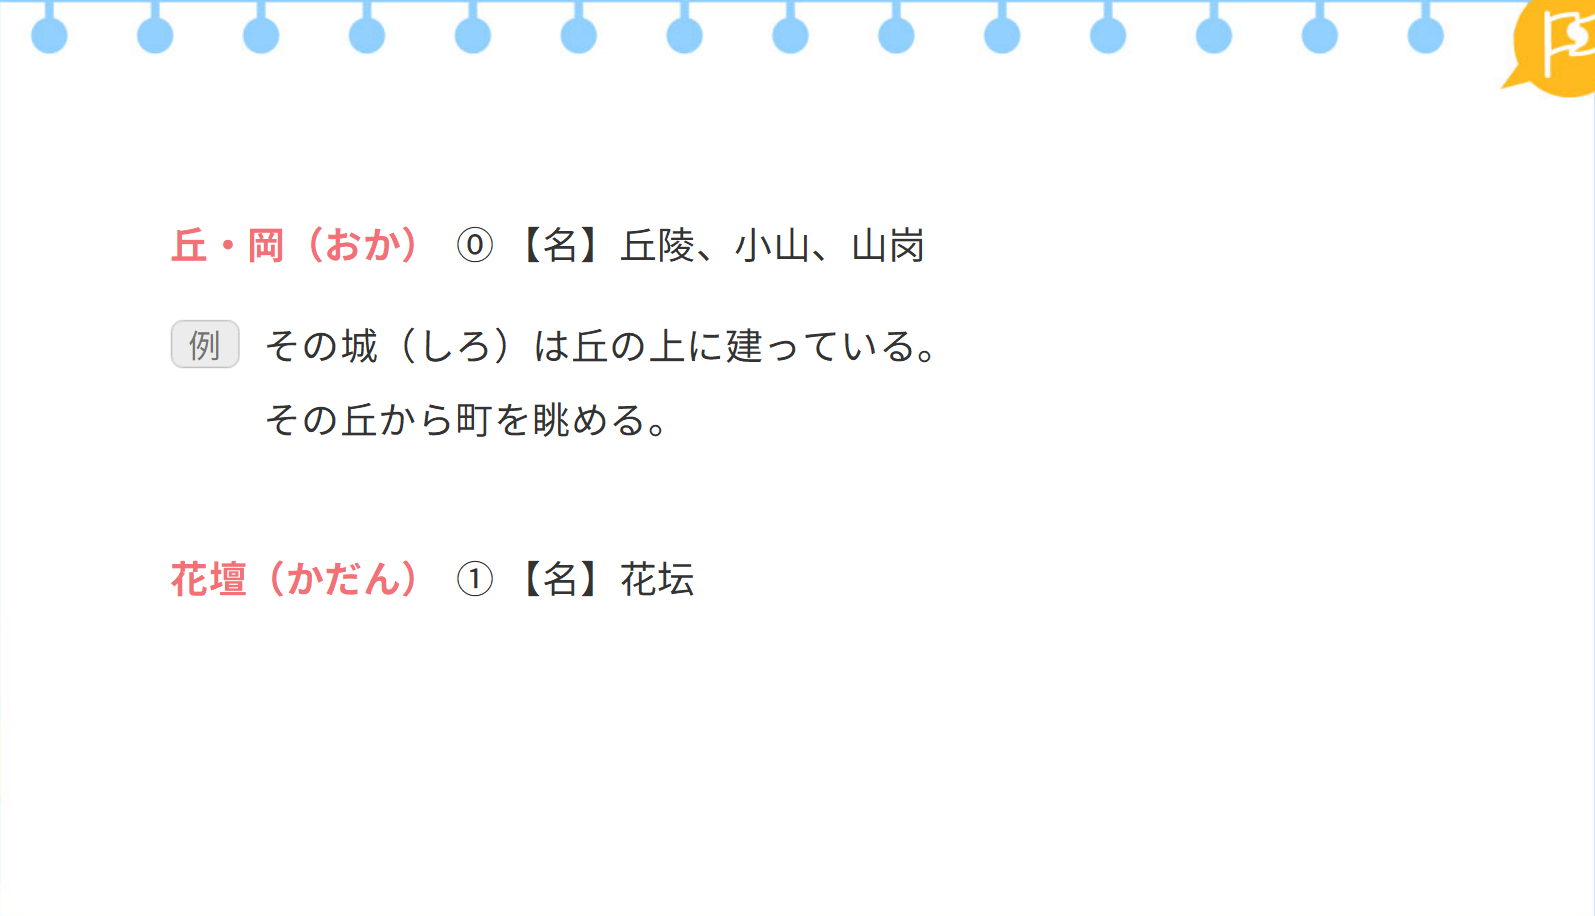 丘・岡（おか） ⓪ 【名】丘陵、小山、山岗
例 その城（しろ）は丘の上に建っている。
その丘から町を眺める。
花壇（かだん） ① 【名】花坛